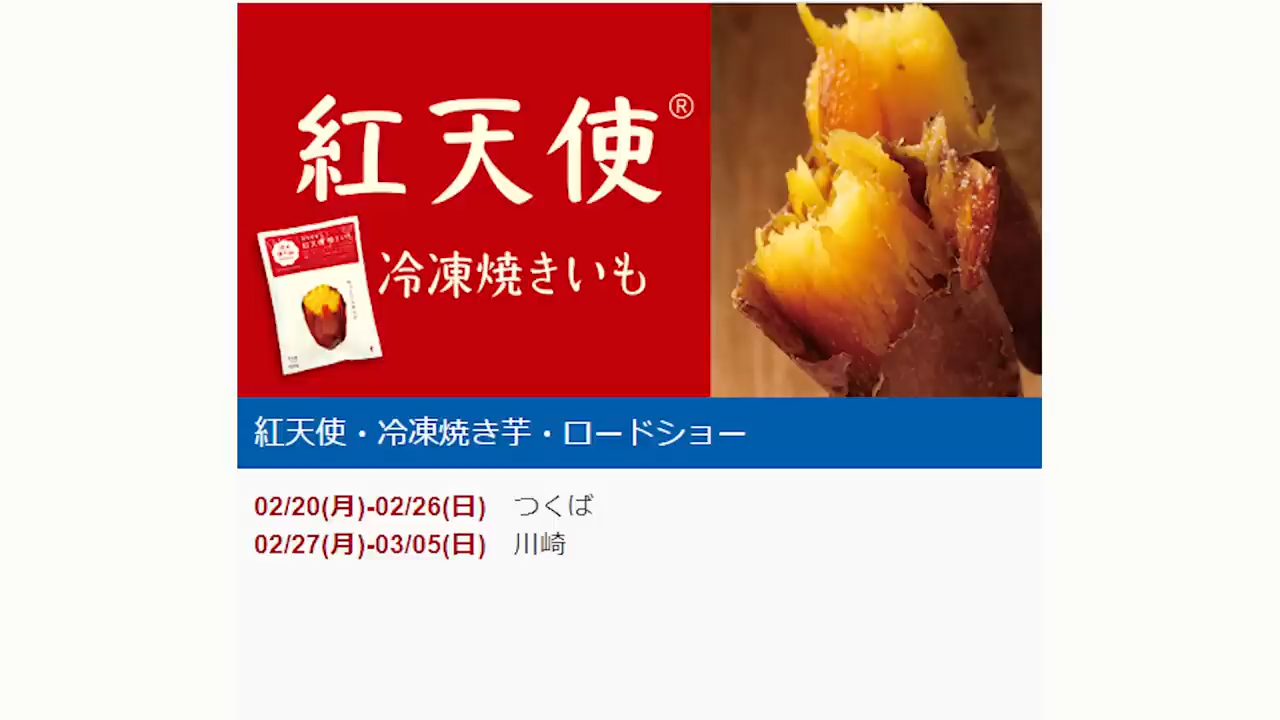 紅天使®
冷凍焼きいも
紅天使・冷凍焼き芋・ロードショー
02/20(月)-02/26(日) つくば
02/27(月)-03/05(日) 川崎